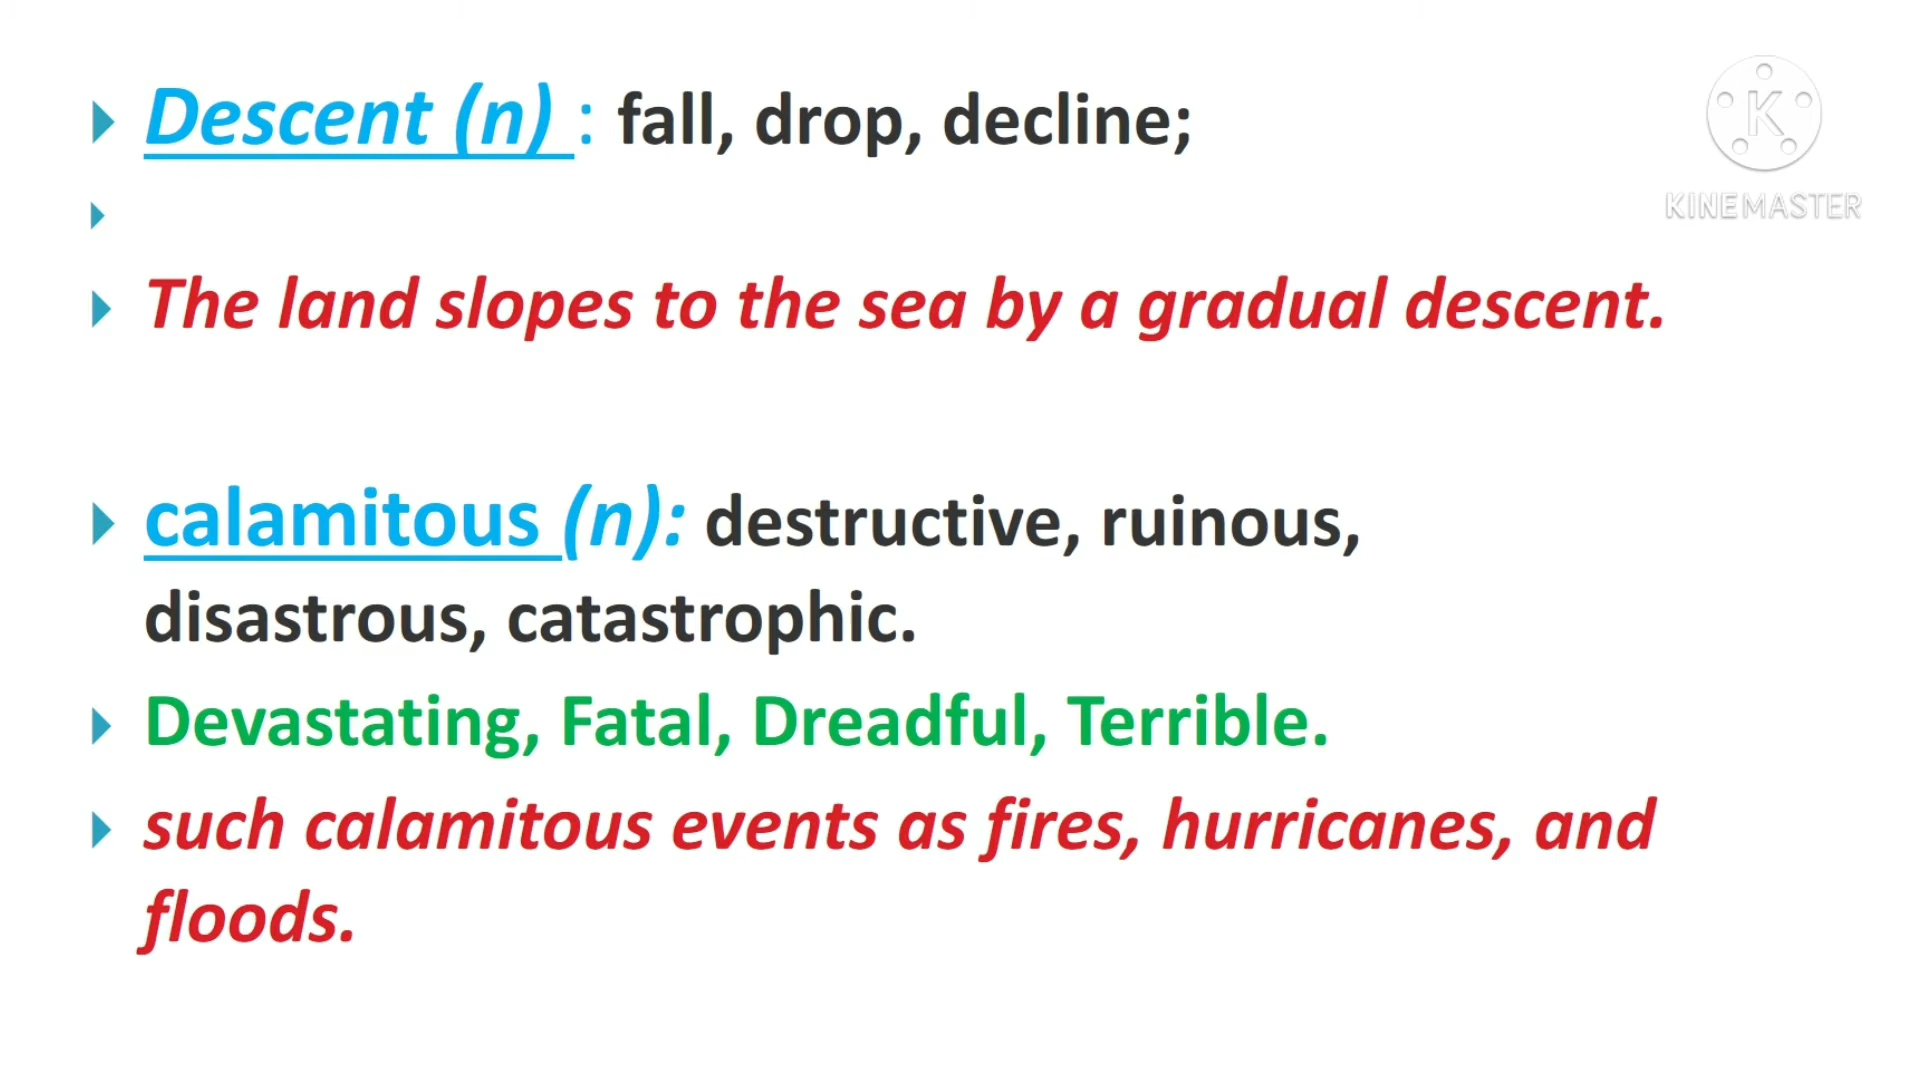 Descent (n) : fall, drop, decline;
The land slopes to the sea by a gradual descent.
calamitous (n): destructive, ruinous,
disastrous, catastrophic.
Devastating, Fatal, Dreadful, Terrible.
such calamitous events as fires, hurricanes, and
floods.
K
KINEMASTER